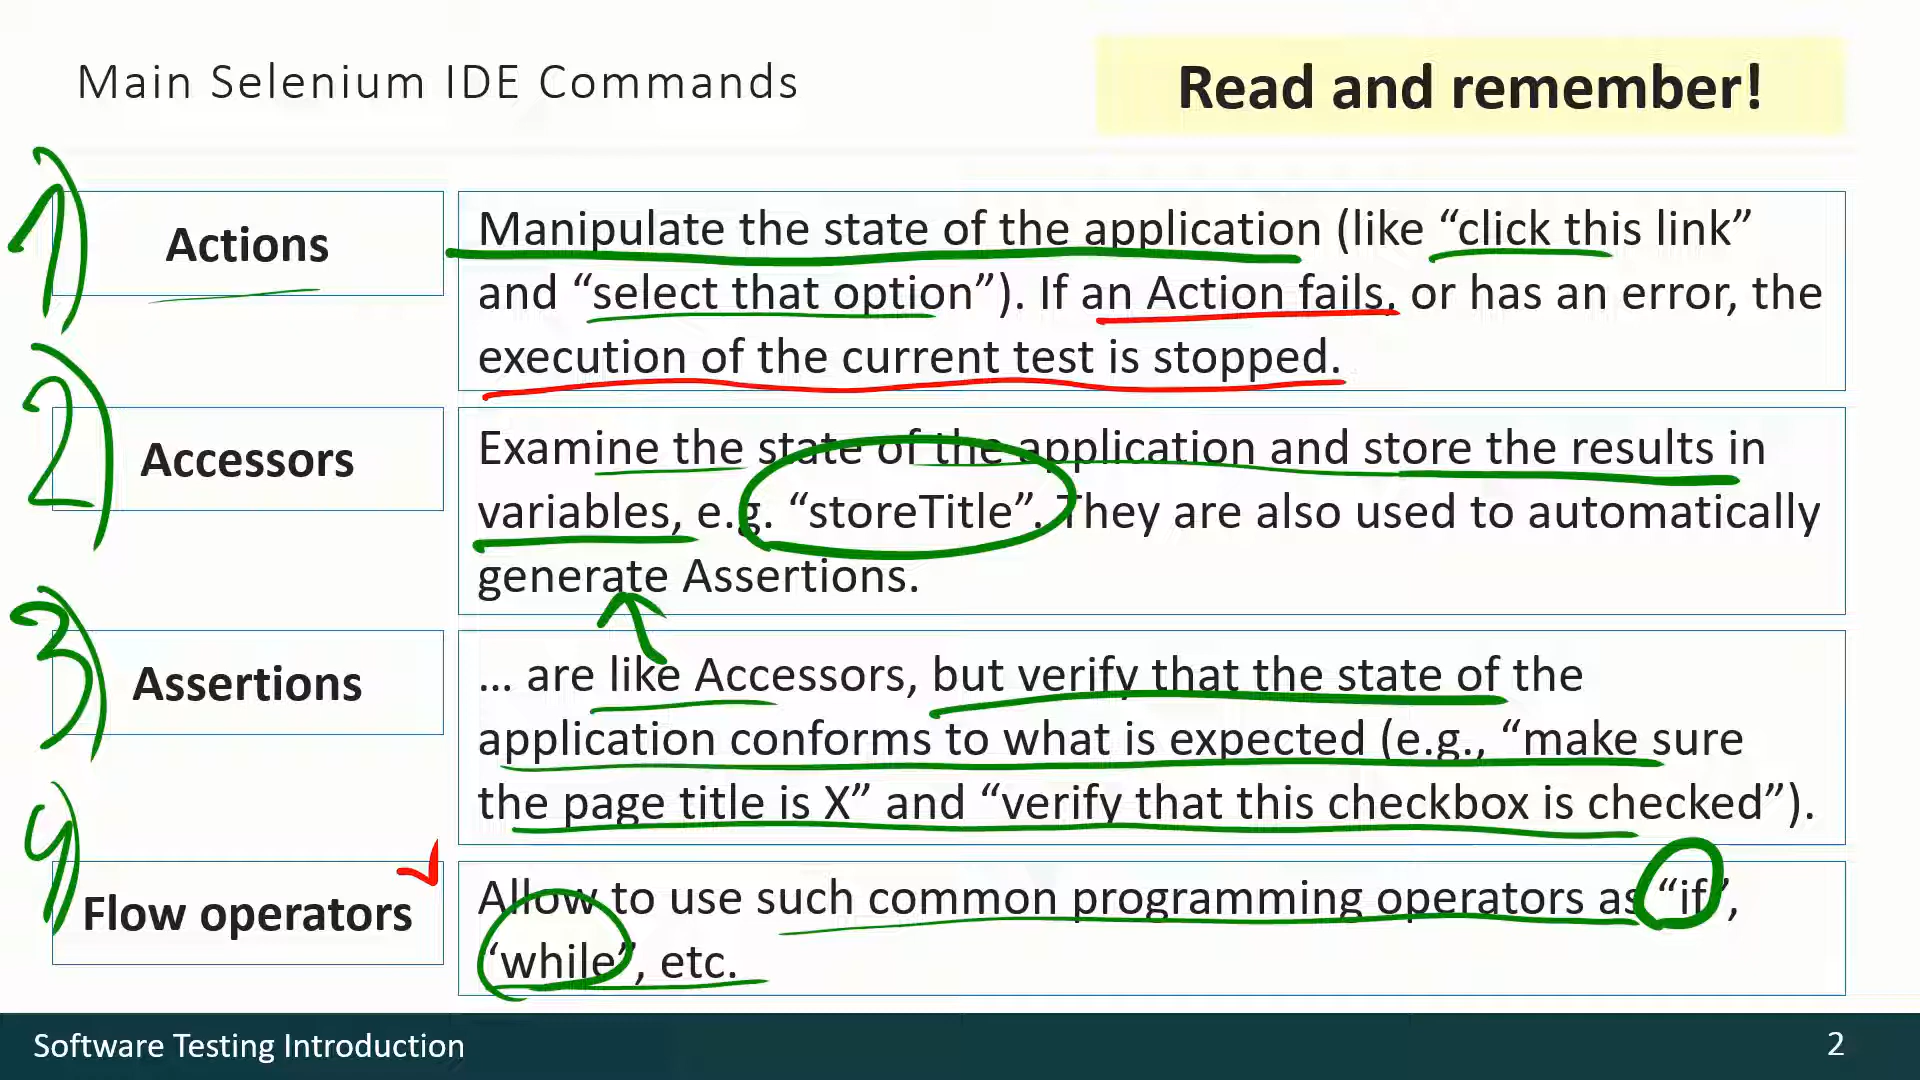 Main Selenium IDE Commands
Read and remember!
1)
Actions
Manipulate the state of the application (like “click this link”
and “select that option”). If an Action fails, or has an error, the
execution of the current test is stopped.
2)
Accessors
Examine the state of the application and store the results in
variables, e.g. “storeTitle”. They are also used to automatically
generate Assertions.
3)
Assertions
... are like Accessors, but verify that the state of the
application conforms to what is expected (e.g., “make sure
the page title is X” and “verify that this checkbox is checked”).
4)
Flow operators
Allow to use such common programming operators as “if”,
“while”, etc.
Software Testing Introduction
2